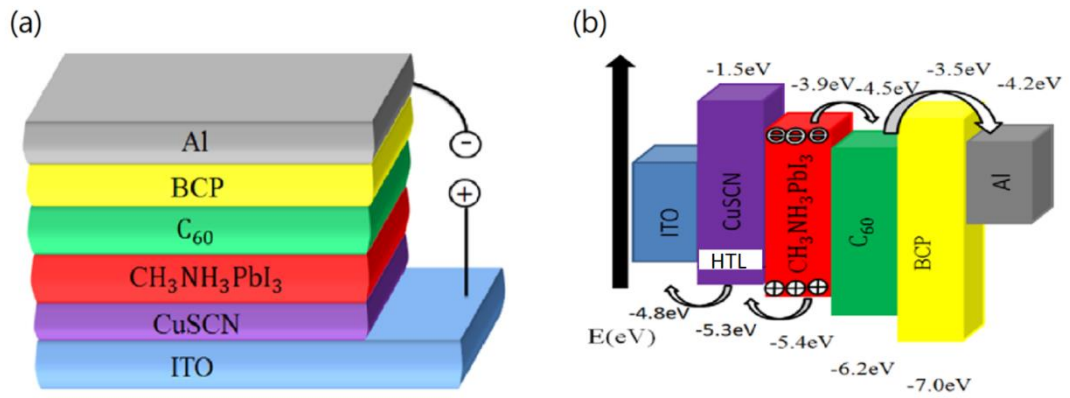 (a)
Al
BCP
C₆₀
CH₃NH₃PbI₃
CuSCN
ITO
−
+
(b)
-1.5eV
-3.9eV
-4.5eV
-3.5eV
-4.2eV
ITO
CuSCN
HTL
CH₃NH₃PbI₃
C₆₀
BCP
Al
-4.8eV
-5.3eV
-5.4eV
-6.2eV
-7.0eV
E(eV)